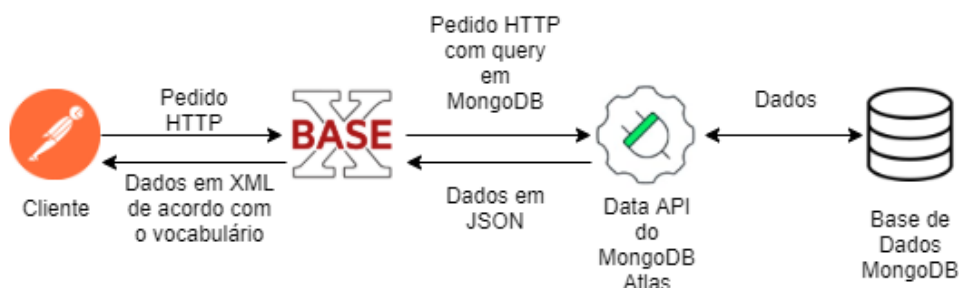 Pedido HTTP
com query
em
MongoDB
Pedido
HTTP
Dados
X
BASE
Dados em XML
de acordo com
o vocabulário
Dados em
JSON
Cliente
Data API
do
MongoDB
Atlas
Base de
Dados
MongoDB